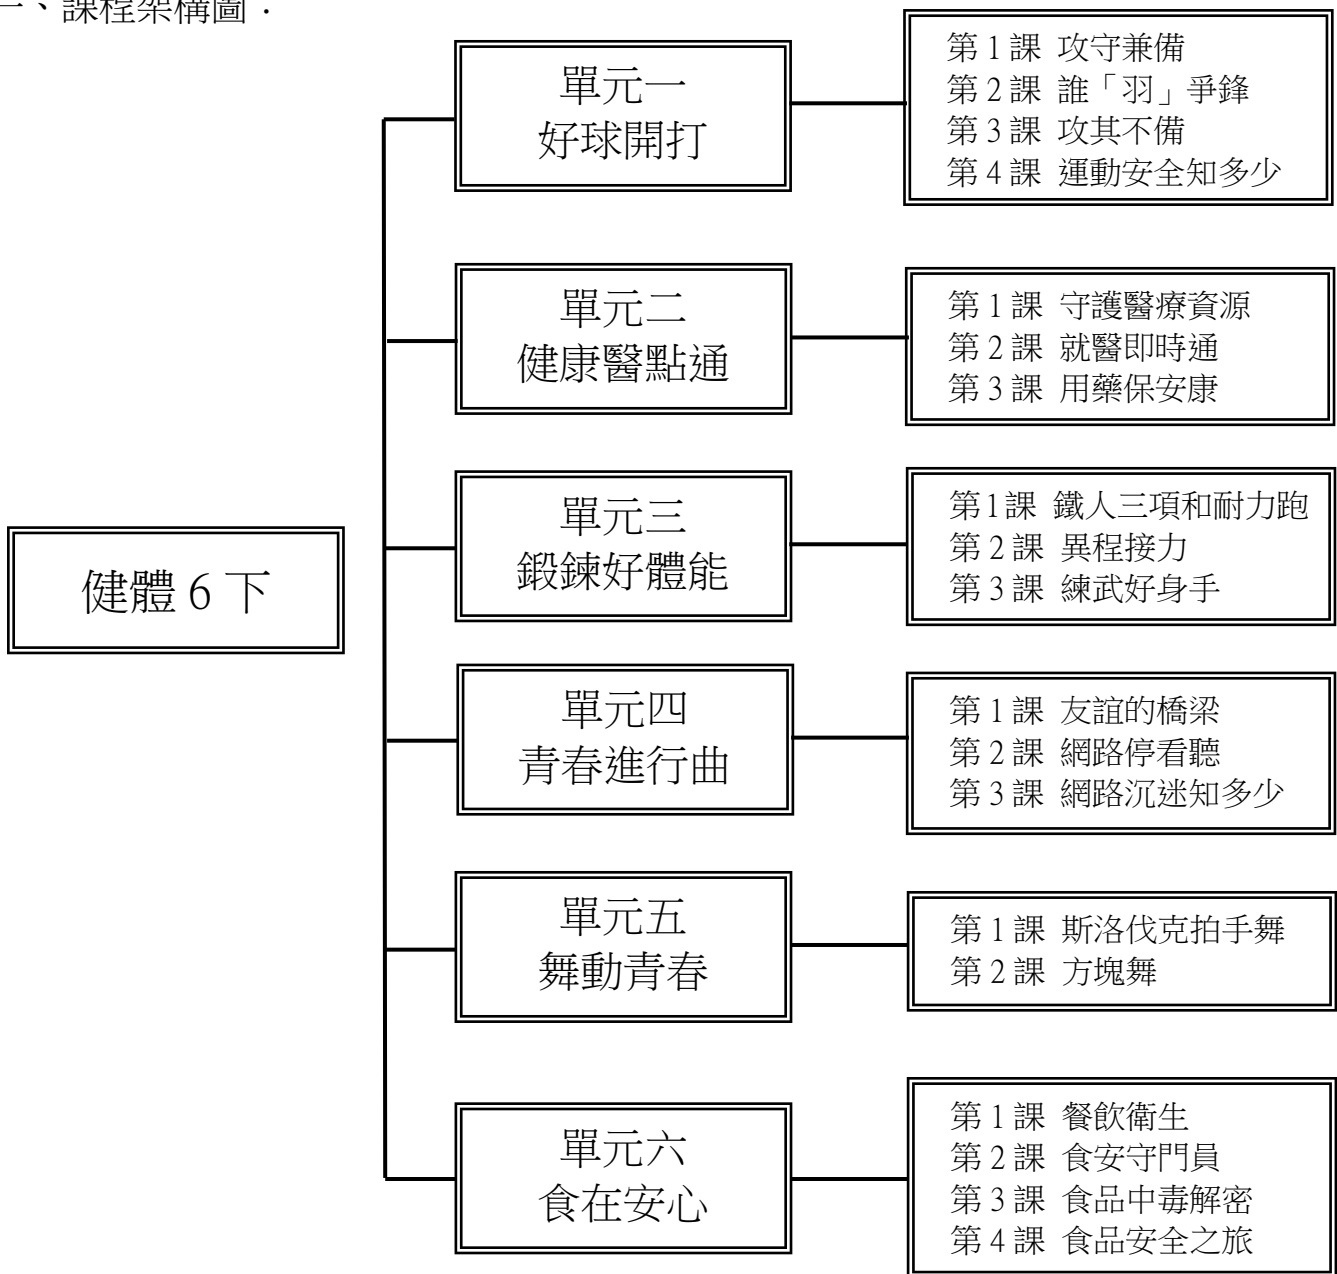 一、課程架構圖：
健體 6 下
單元一
好球開打
第 1 課 攻守兼備
第 2 課 誰「羽」爭鋒
第 3 課 攻其不備
第 4 課 運動安全知多少
單元二
健康醫點通
第 1 課 守護醫療資源
第 2 課 就醫即時通
第 3 課 用藥保安康
單元三
鍛鍊好體能
第1課 鐵人三項和耐力跑
第 2 課 異程接力
第 3 課 練武好身手
單元四
青春進行曲
第 1 課 友誼的橋梁
第 2 課 網路停看聽
第 3 課 網路沉迷知多少
單元五
舞動青春
第 1 課 斯洛伐克拍手舞
第 2 課 方塊舞
單元六
食在安心
第 1 課 餐飲衛生
第 2 課 食安守門員
第 3 課 食品中毒解密
第 4 課 食品安全之旅